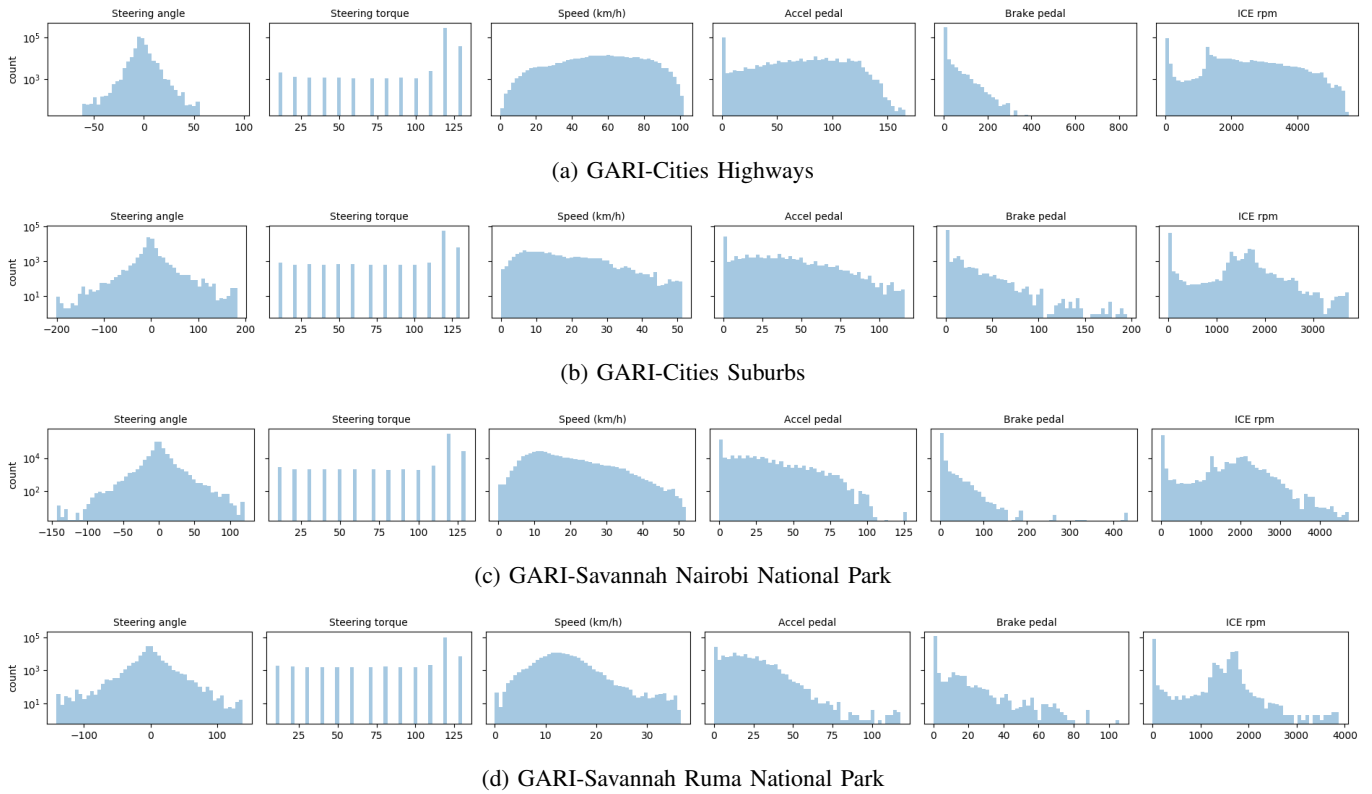 Steering angle Steering torque Speed (km/h) Accel pedal Brake pedal ICE rpm
10^5
10^3
count
−50 0 50 100 25 50 75 100 125 0 20 40 60 80 100 0 50 100 150 0 200 400 600 800 0 2000 4000
(a) GARI-Cities Highways
Steering angle Steering torque Speed (km/h) Accel pedal Brake pedal ICE rpm
10^5
10^3
10^1
count
−200 −100 0 100 200 25 50 75 100 125 0 10 20 30 40 50 0 25 50 75 100 0 50 100 150 200 0 1000 2000 3000
(b) GARI-Cities Suburbs
Steering angle Steering torque Speed (km/h) Accel pedal Brake pedal ICE rpm
10^4
10^2
count
−150 −100 −50 0 50 100 25 50 75 100 125 0 10 20 30 40 50 0 25 50 75 100 125 0 100 200 300 400 0 1000 2000 3000 4000
(c) GARI-Savannah Nairobi National Park
Steering angle Steering torque Speed (km/h) Accel pedal Brake pedal ICE rpm
10^5
10^3
10^1
count
−100 0 100 25 50 75 100 125 0 10 20 30 0 25 50 75 100 0 20 40 60 80 100 0 1000 2000 3000 4000
(d) GARI-Savannah Ruma National Park